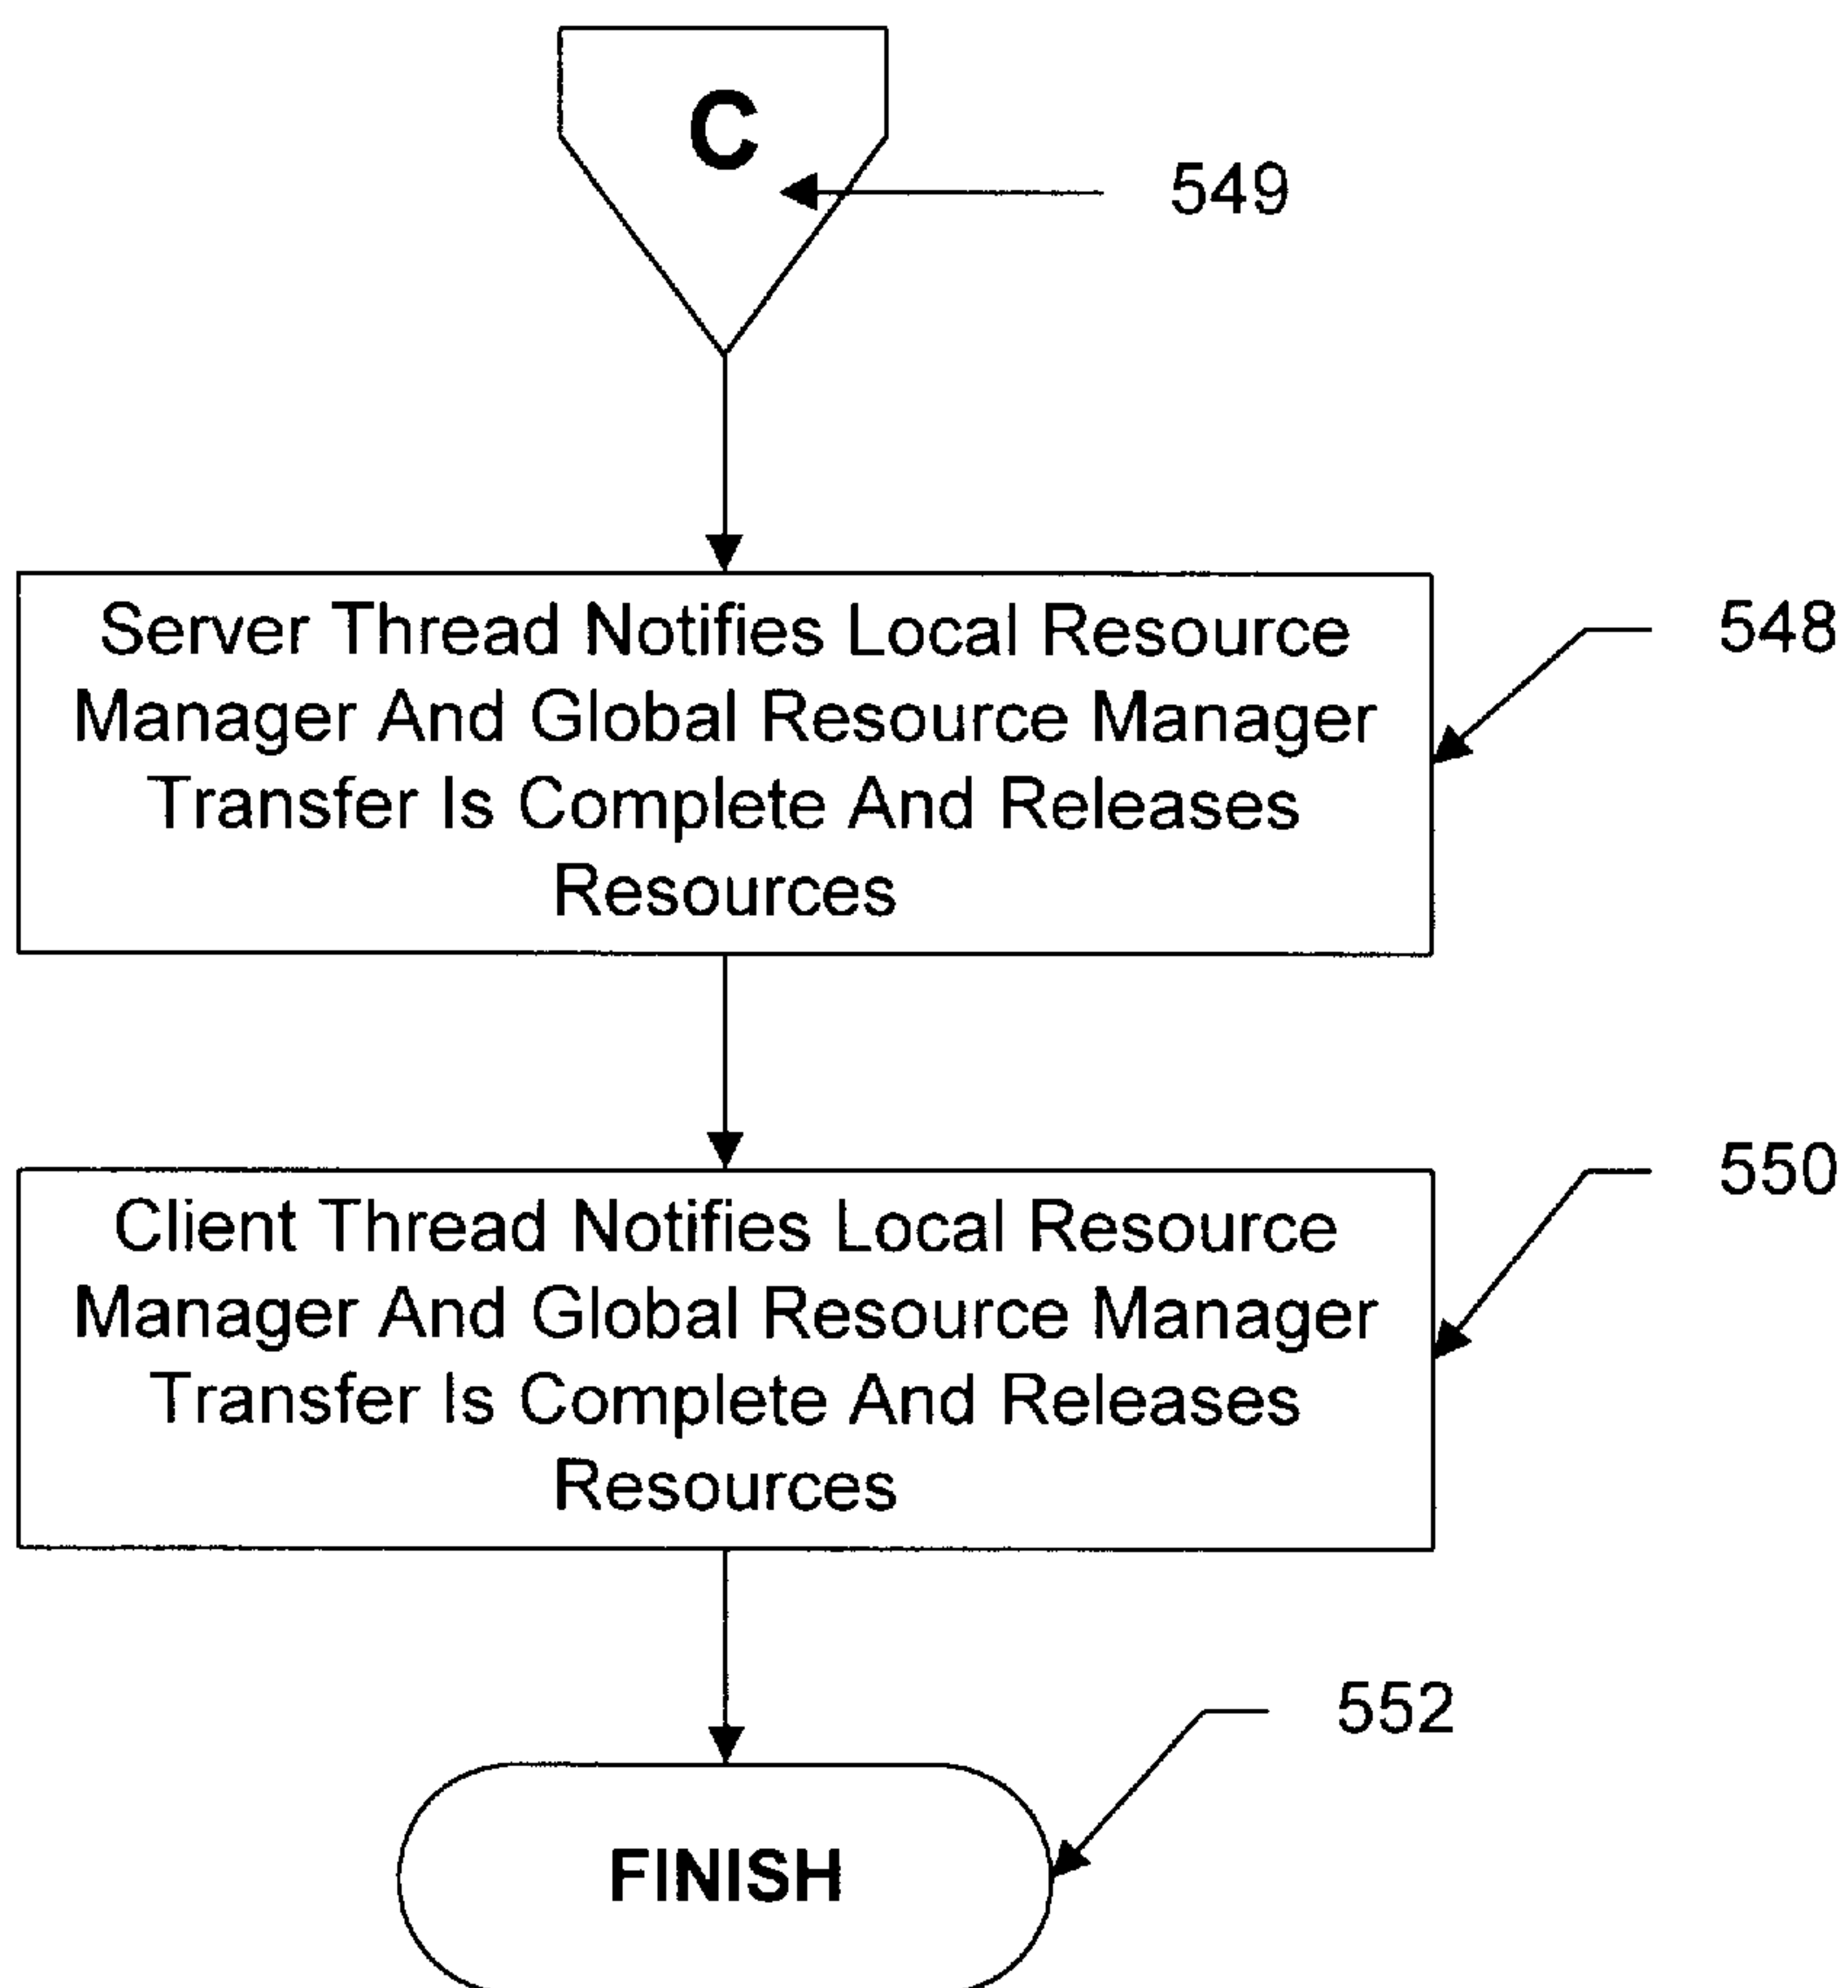 C
549
Server Thread Notifies Local Resource
Manager And Global Resource Manager
Transfer Is Complete And Releases
Resources
548
Client Thread Notifies Local Resource
Manager And Global Resource Manager
Transfer Is Complete And Releases
Resources
550
552
FINISH